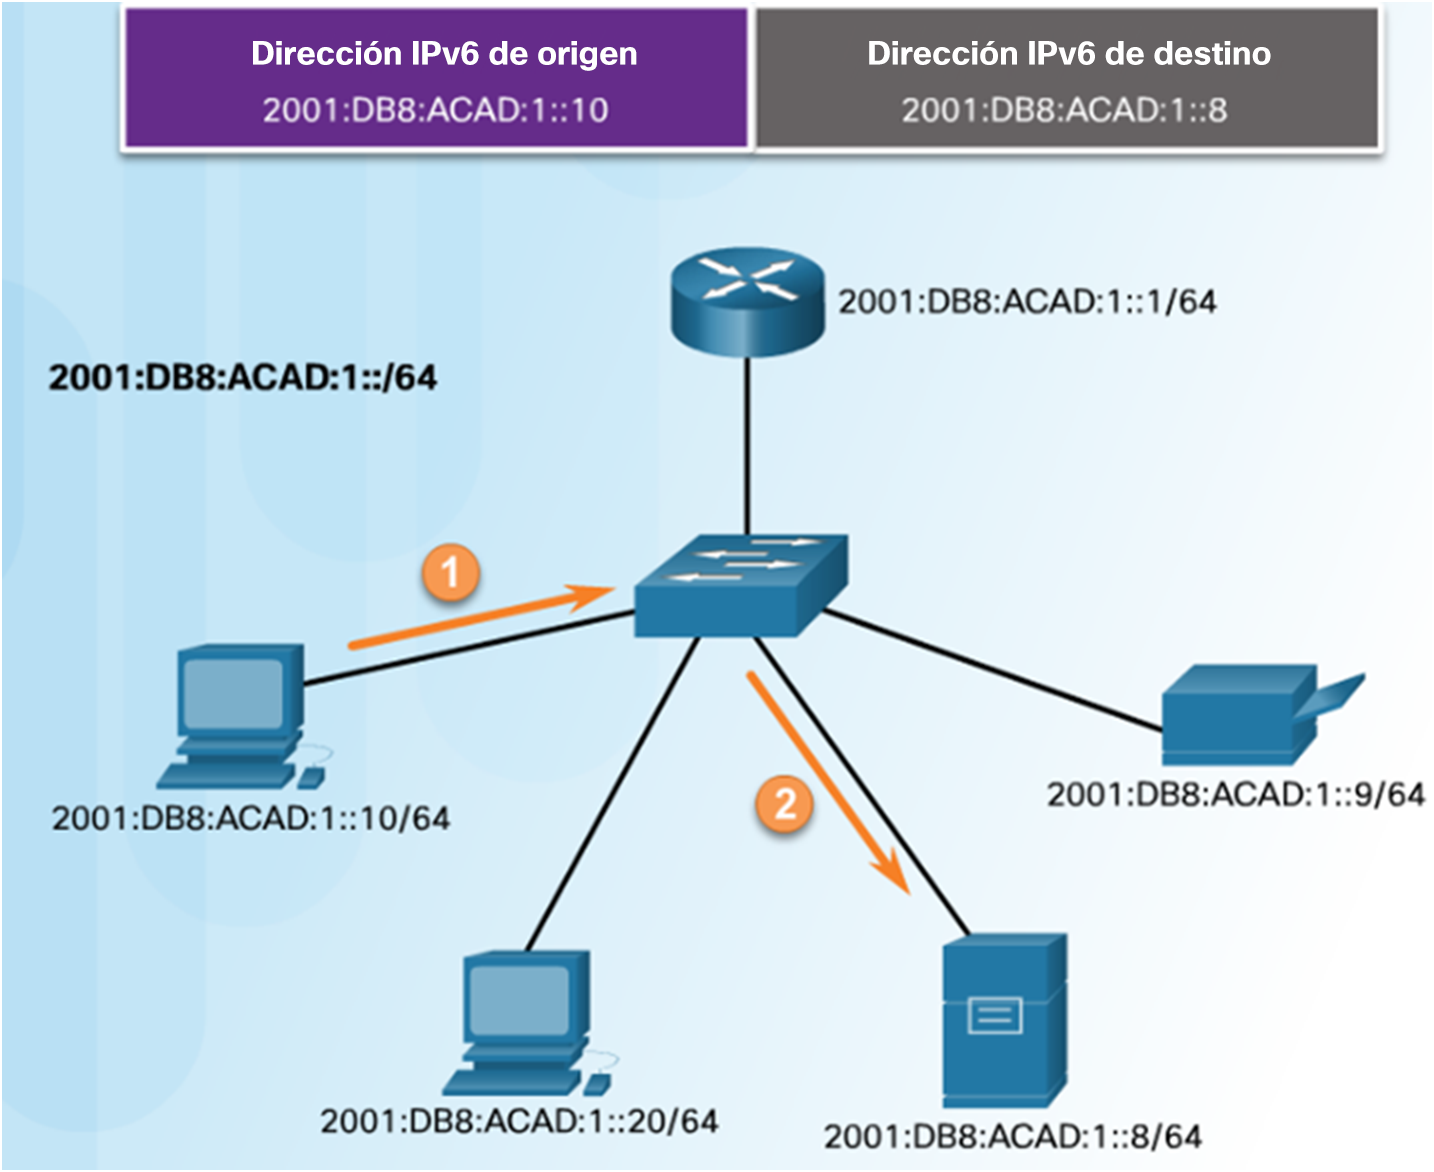 Dirección IPv6 de origen
2001:DB8:ACAD:1::10
Dirección IPv6 de destino
2001:DB8:ACAD:1::8
2001:DB8:ACAD:1::1/64
2001:DB8:ACAD:1::/64
1
2
2001:DB8:ACAD:1::10/64
2001:DB8:ACAD:1::9/64
2001:DB8:ACAD:1::20/64
2001:DB8:ACAD:1::8/64